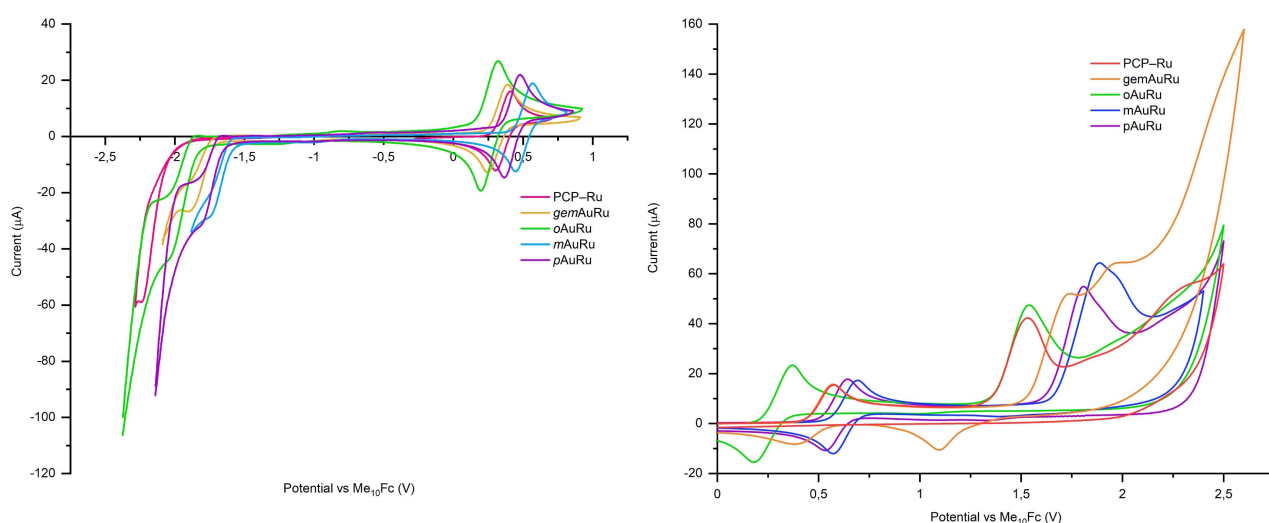 40
20
0
-20
-40
-60
-80
-100
-120
-2,5
-2
-1,5
-1
-0,5
0
0,5
1
Current (µA)
Potential vs Me₁₀Fc (V)
PCP–Ru
gemAuRu
oAuRu
mAuRu
pAuRu
160
140
120
100
80
60
40
20
0
-20
0
0,5
1
1,5
2
2,5
Current (µA)
Potential vs Me₁₀Fc (V)
PCP–Ru
gemAuRu
oAuRu
mAuRu
pAuRu